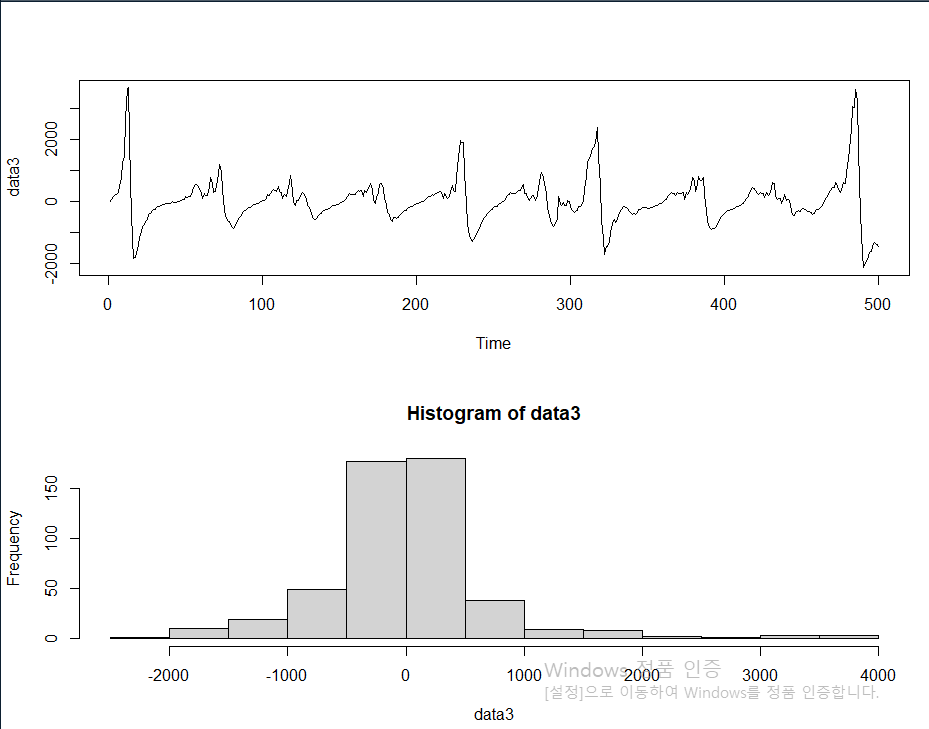 data3
-2000 0 2000
0 100 200 300 400 500
Time
Histogram of data3
Frequency
0 50 100 150
-2000 -1000 0 1000 2000 3000 4000
data3
Windows 정품 인증
[설정]으로 이동하여 Windows를 정품 인증합니다.